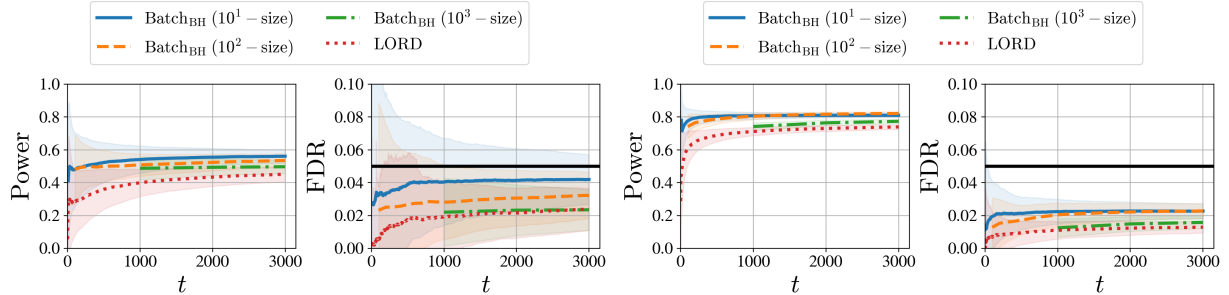 Batch_BH (10^1 − size)
Batch_BH (10^3 − size)
Batch_BH (10^2 − size)
LORD
Batch_BH (10^1 − size)
Batch_BH (10^3 − size)
Batch_BH (10^2 − size)
LORD
Power
1.0
0.8
0.6
0.4
0.2
0.0
0 1000 2000 3000
t
FDR
0.10
0.08
0.06
0.04
0.02
0.00
0 1000 2000 3000
t
Power
1.0
0.8
0.6
0.4
0.2
0.0
0 1000 2000 3000
t
FDR
0.10
0.08
0.06
0.04
0.02
0.00
0 1000 2000 3000
t